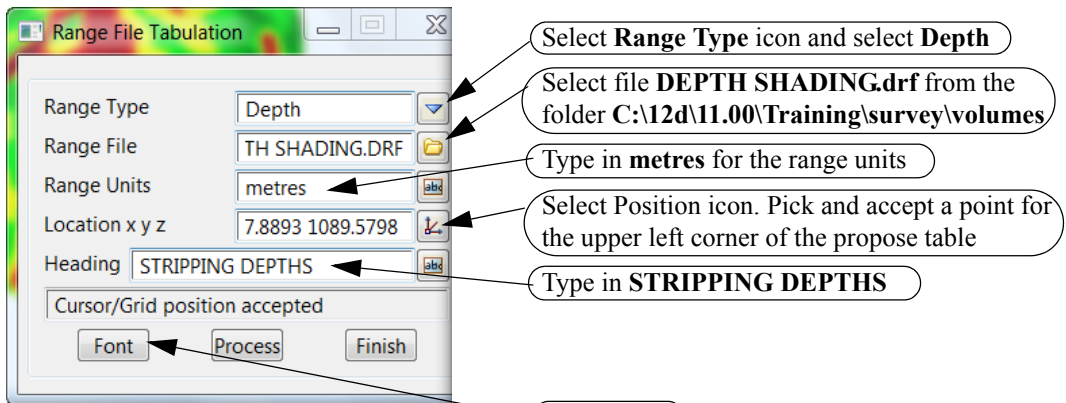 Range File Tabulation
Select Range Type icon and select Depth
Select file DEPTH SHADING.drf from the
folder C:\12d\11.00\Training\survey\volumes
Range Type Depth
Range File TH SHADING.DRF
Type in metres for the range units
Range Units metres abc
Select Position icon. Pick and accept a point for
the upper left corner of the propose table
Location x y z 7.8893 1089.5798
Heading STRIPPING DEPTHS abc
Type in STRIPPING DEPTHS
Cursor/Grid position accepted
Font Process Finish